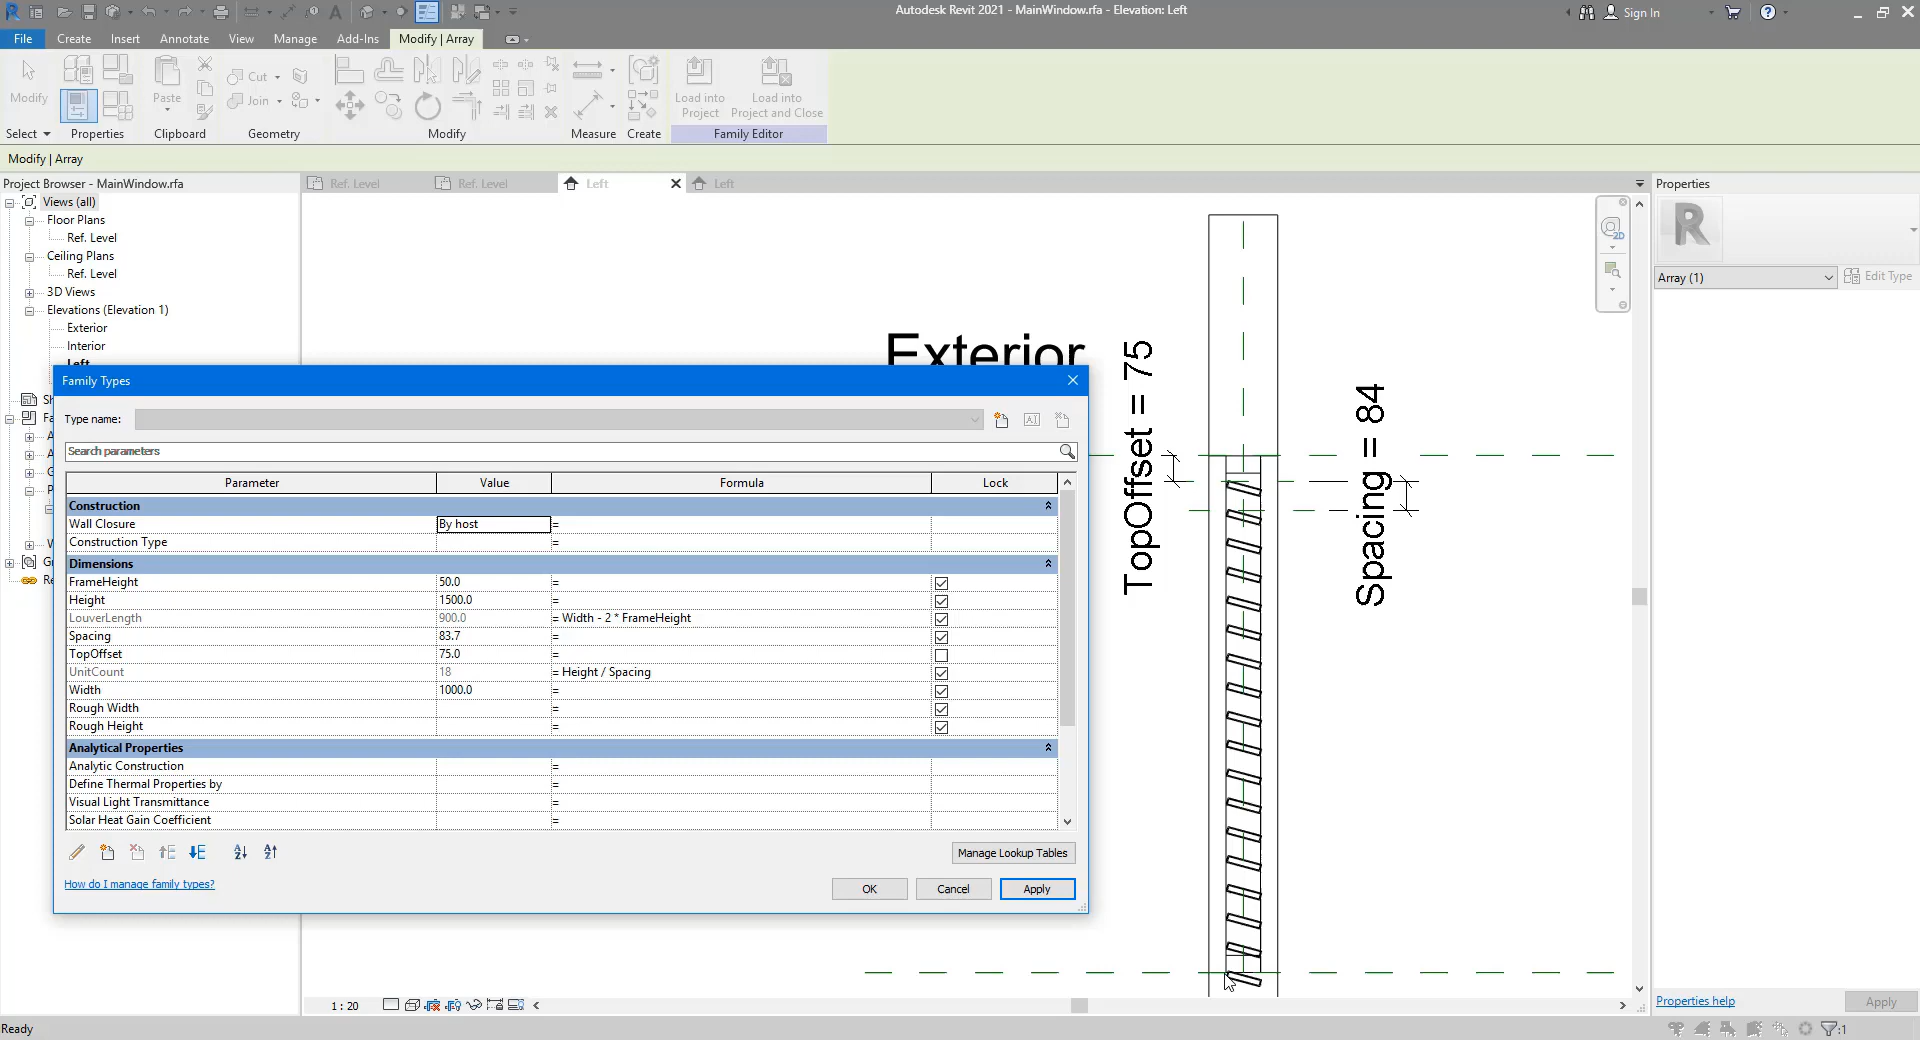 Autodesk Revit 2021 - MainWindow.rfa - Elevation: Left
Sign In
File Create Insert Annotate View Manage Add-Ins Modify | Array
Modify
Paste
Cut
Join
Load into Project
Load into Project and Close
Select Properties Clipboard Geometry Modify Measure Create Family Editor
Modify | Array
Project Browser - MainWindow.rfa
Ref. Level
Ref. Level
Left
Left
Properties
Views (all)
Floor Plans
Ref. Level
Ceiling Plans
Ref. Level
3D Views
Elevations (Elevation 1)
Exterior
Interior
Left
Array (1)
Edit Type
Exterior
TopOffset = 75
Spacing = 84
Family Types
Type name:
Search parameters
Parameter Value Formula Lock
Construction
Wall Closure By host =
Construction Type =
Dimensions
FrameHeight 50.0 =
Height 1500.0 =
LouverLength 900.0 = Width - 2 * FrameHeight
Spacing 83.7 =
TopOffset 75.0 =
UnitCount 18 = Height / Spacing
Width 1000.0 =
Rough Width =
Rough Height =
Analytical Properties
Analytic Construction =
Define Thermal Properties by =
Visual Light Transmittance =
Solar Heat Gain Coefficient =
Manage Lookup Tables
How do I manage family types?
OK Cancel Apply
1 : 20
Properties help
Apply
Ready
:1